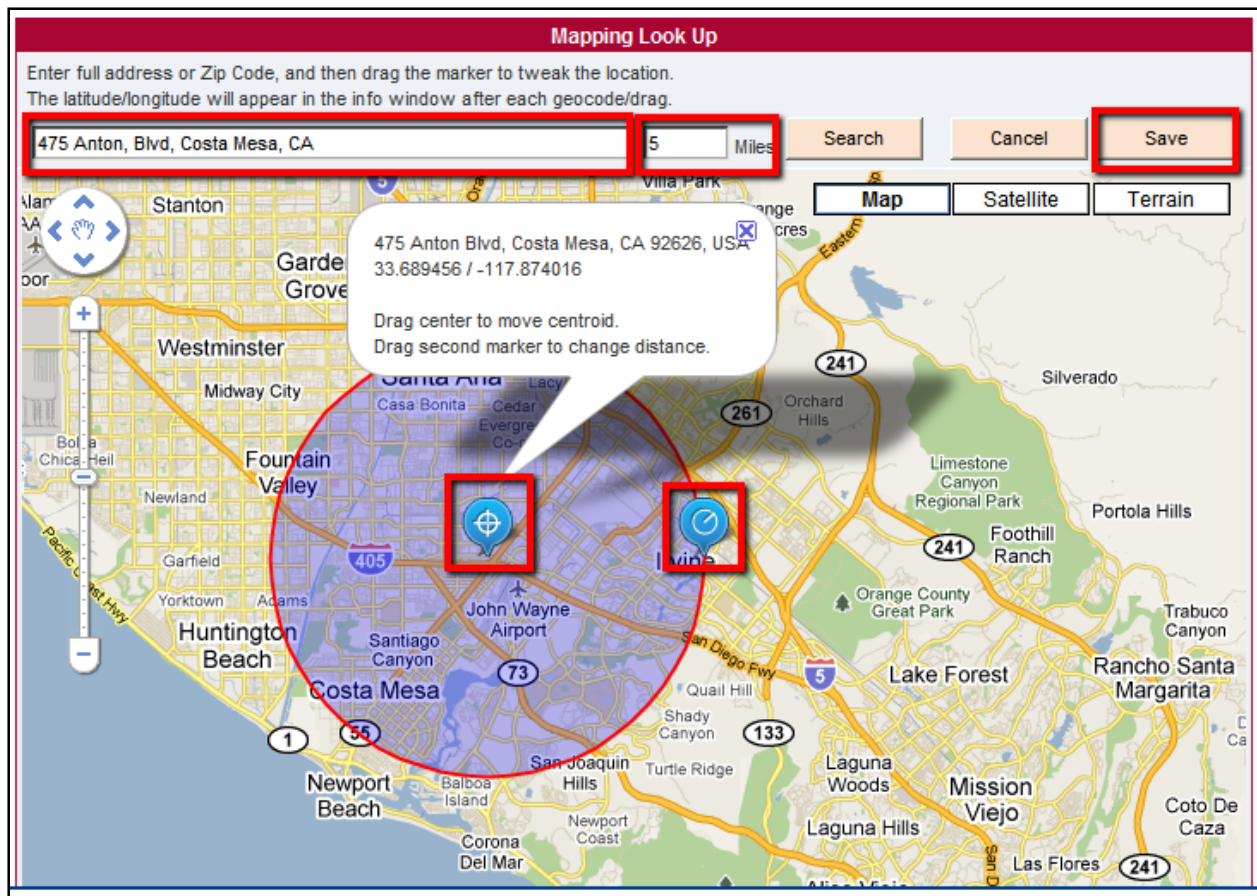 Mapping Look Up
Enter full address or Zip Code, and then drag the marker to tweak the location.
The latitude/longitude will appear in the info window after each geocode/drag.
475 Anton, Blvd, Costa Mesa, CA
5
Miles
Search
Cancel
Save
5
Villa Park
Map
Satellite
Terrain
Stanton
Eastern
475 Anton Blvd, Costa Mesa, CA 92626, USA
33.689456 / -117.874016
Drag center to move centroid.
Drag second marker to change distance.
Westminster
241
Silverado
Midway City
Santa Ana
Lacy
Casa Bonita
Cedar
261
Orchard
Hills
Fountain
Valley
Limestone
Canyon
Regional Park
Newland
Portola Hills
Foothill
Ranch
241
Garfield
405
Irvine
Pacific Coast Hwy
Yorktown
Adams
John Wayne
Airport
Orange County
Great Park
Trabuco
Canyon
Huntington
Beach
Santiago
Canyon
San Diego Fwy
73
5
Lake Forest
Rancho Santa
Margarita
Costa Mesa
Quail Hill
1
55
Shady
Canyon
133
San Joaquin
Hills
Turtle Ridge
Laguna
Woods
Newport
Beach
Balboa
Island
Mission
Viejo
Coto De
Caza
Newport
Coast
Laguna Hills
Corona
Del Mar
Las Flores
241